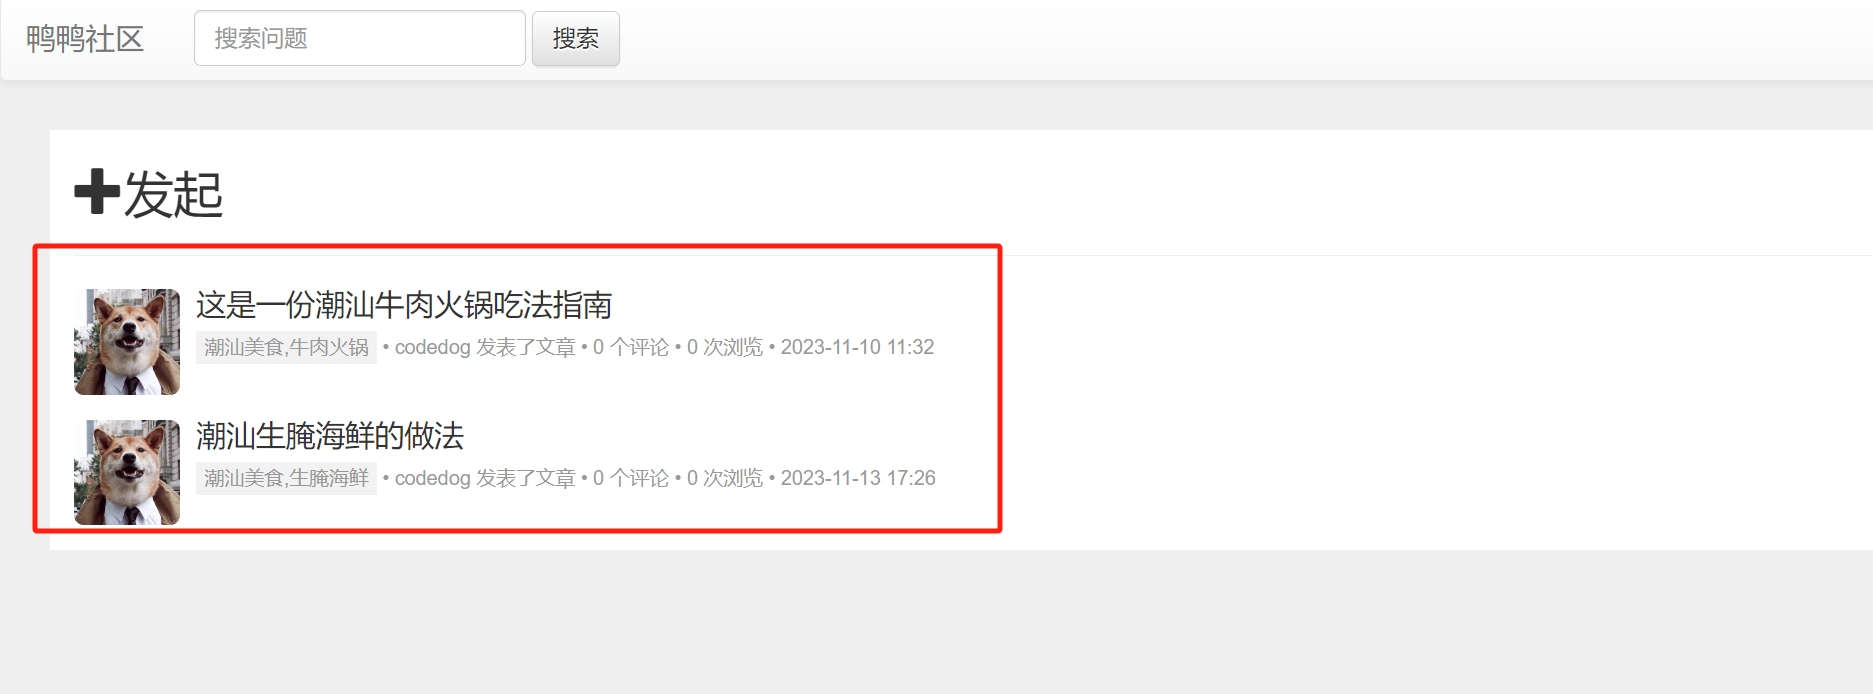 鸭鸭社区 搜索问题 搜索
发起
这是一份潮汕牛肉火锅吃法指南
潮汕美食,牛肉火锅 • codedog 发表了文章 • 0 个评论 • 0 次浏览 • 2023-11-10 11:32
潮汕生腌海鲜的做法
潮汕美食,生腌海鲜 • codedog 发表了文章 • 0 个评论 • 0 次浏览 • 2023-11-13 17:26